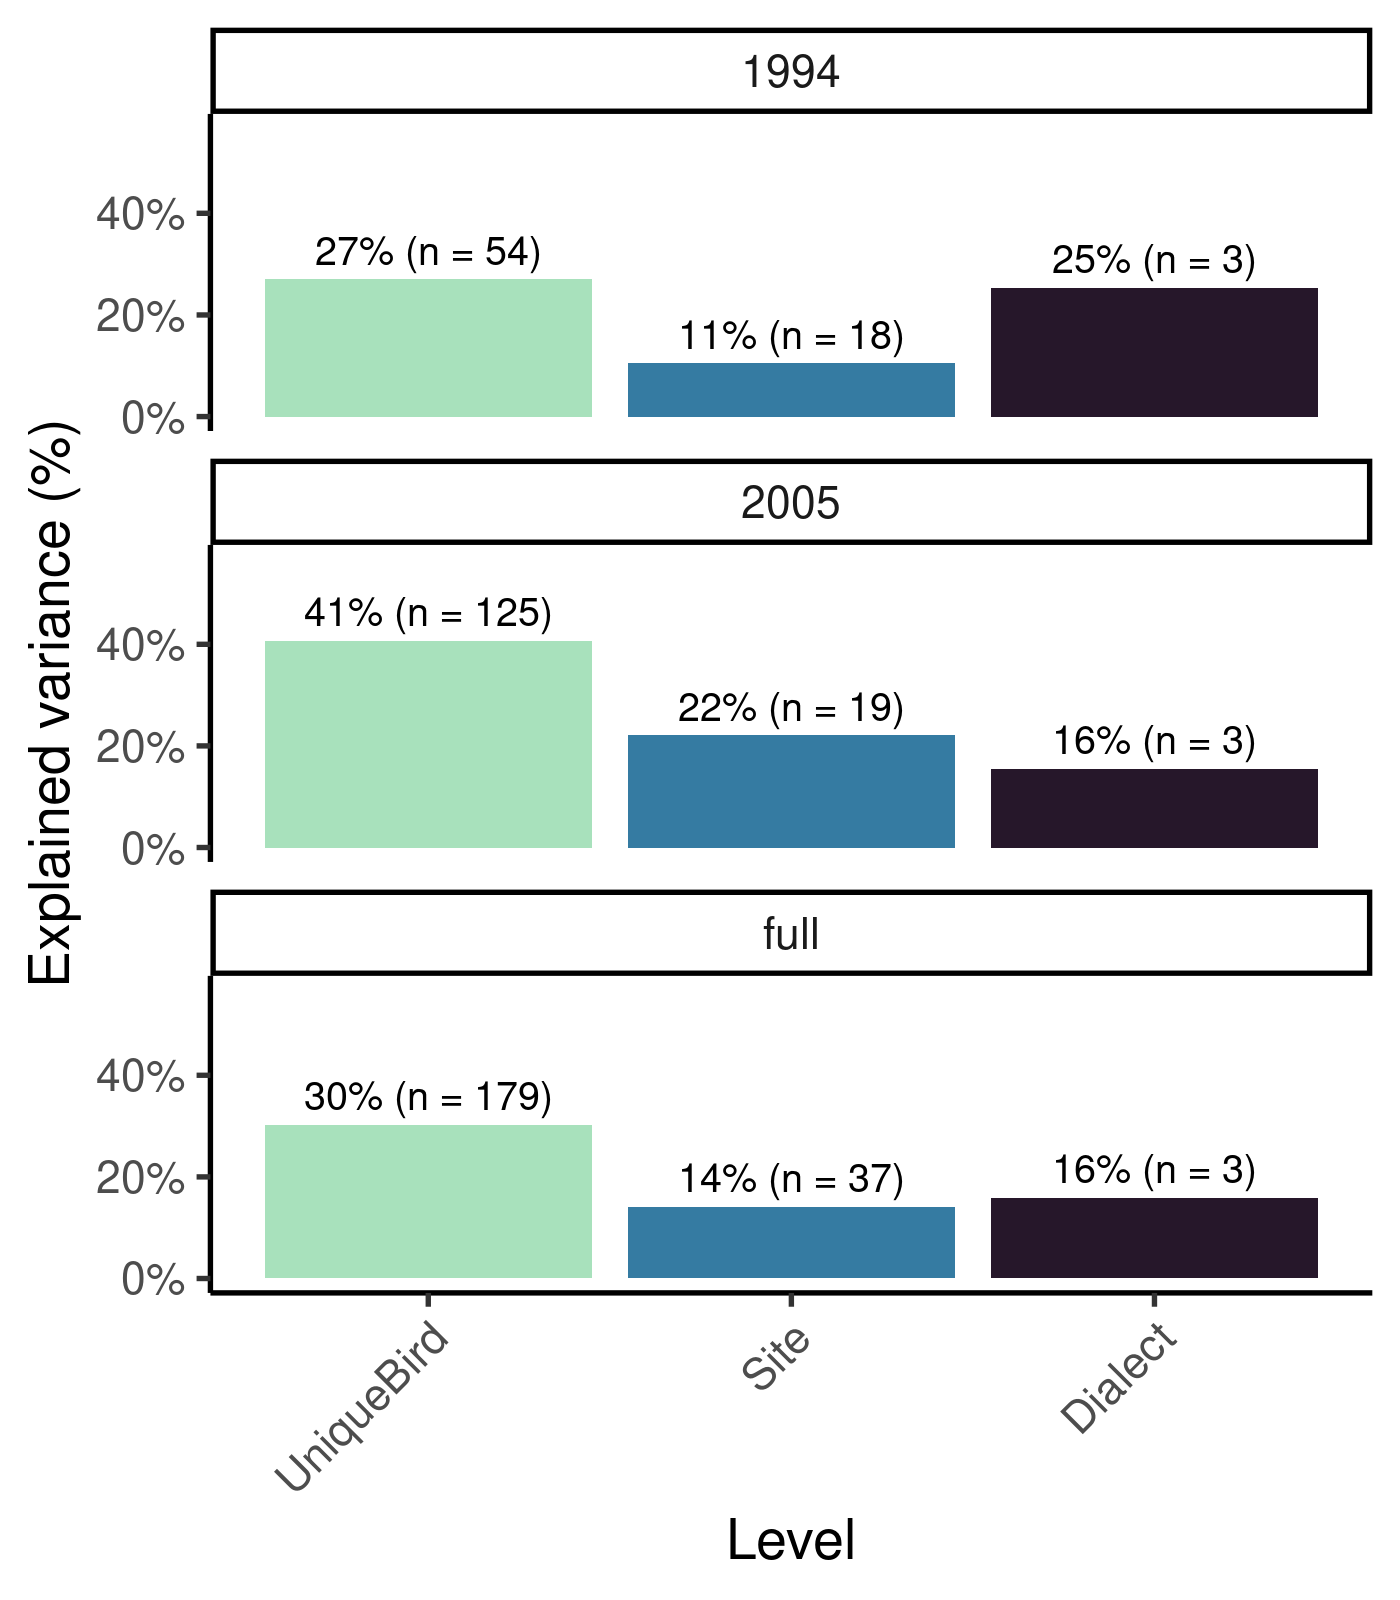 1994
40%
20%
0%
27% (n = 54)
11% (n = 18)
25% (n = 3)
2005
40%
20%
0%
41% (n = 125)
22% (n = 19)
16% (n = 3)
full
40%
20%
0%
30% (n = 179)
14% (n = 37)
16% (n = 3)
Explained variance (%)
UniqueBird
Site
Dialect
Level